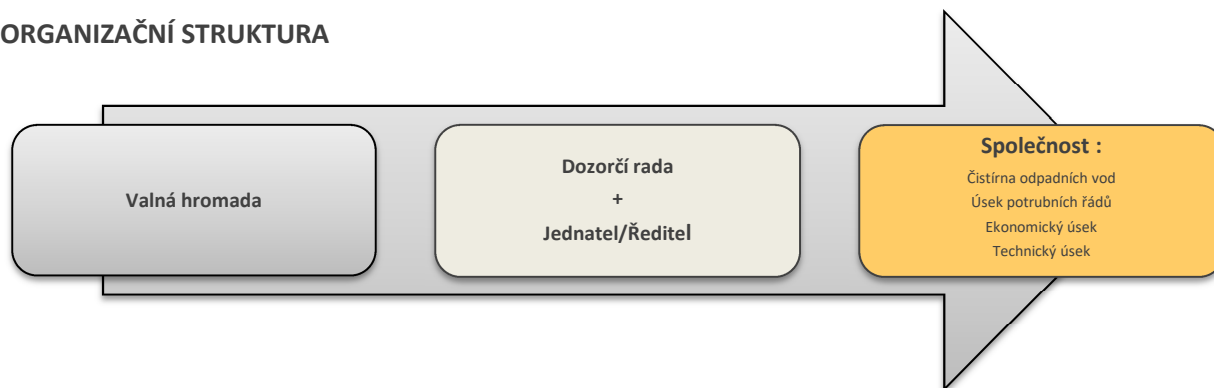 ORGANIZAČNÍ STRUKTURA
Valná hromada
Dozorčí rada
+
Jednatel/Ředitel
Společnost :
Čistírna odpadních vod
Úsek potrubních řádů
Ekonomický úsek
Technický úsek